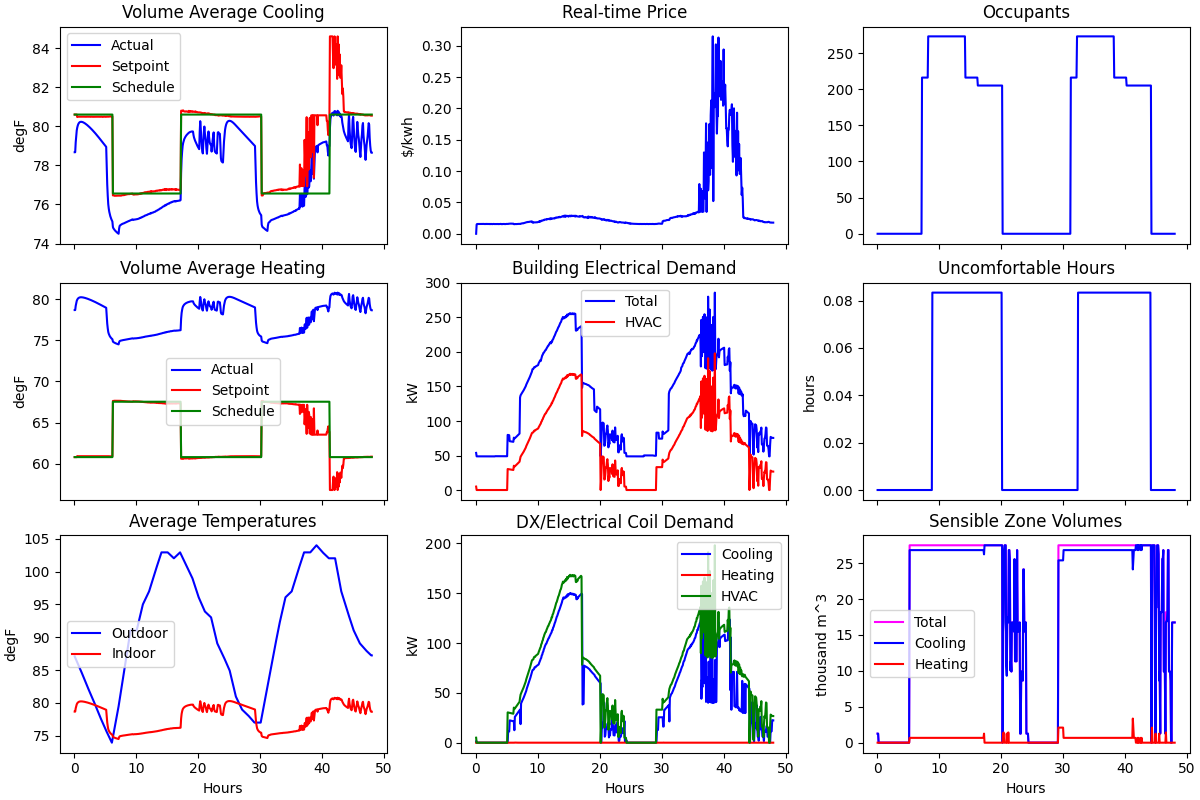 Volume Average Cooling
84
82
80
78
76
74
degF
Actual
Setpoint
Schedule
Real-time Price
0.30
0.25
0.20
0.15
0.10
0.05
0.00
$/kwh
Occupants
250
200
150
100
50
0
Volume Average Heating
80
75
70
65
60
degF
Actual
Setpoint
Schedule
Building Electrical Demand
300
250
200
150
100
50
0
kW
Total
HVAC
Uncomfortable Hours
0.08
0.06
0.04
0.02
0.00
hours
Average Temperatures
105
100
95
90
85
80
75
degF
Outdoor
Indoor
0 10 20 30 40 50
Hours
DX/Electrical Coil Demand
200
150
100
50
0
kW
Cooling
Heating
HVAC
0 10 20 30 40 50
Hours
Sensible Zone Volumes
25
20
15
10
5
0
thousand m^3
Total
Cooling
Heating
0 10 20 30 40 50
Hours